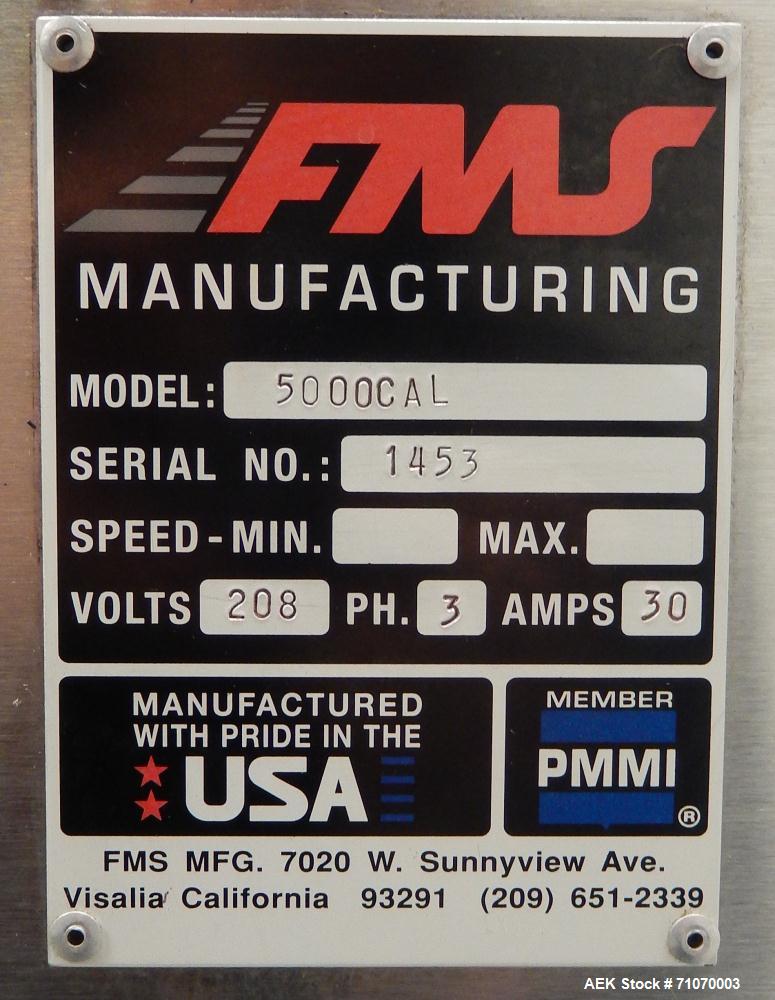 FMS
MANUFACTURING
MODEL: 5000CAL
SERIAL NO.: 1453
SPEED-MIN. MAX.
VOLTS 208 PH. 3 AMPS 30
MANUFACTURED
WITH PRIDE IN THE
USA
MEMBER
PMMI
®
FMS MFG. 7020 W. Sunnyview Ave.
Visalia California 93291 (209) 651-2339
AEK Stock # 71070003